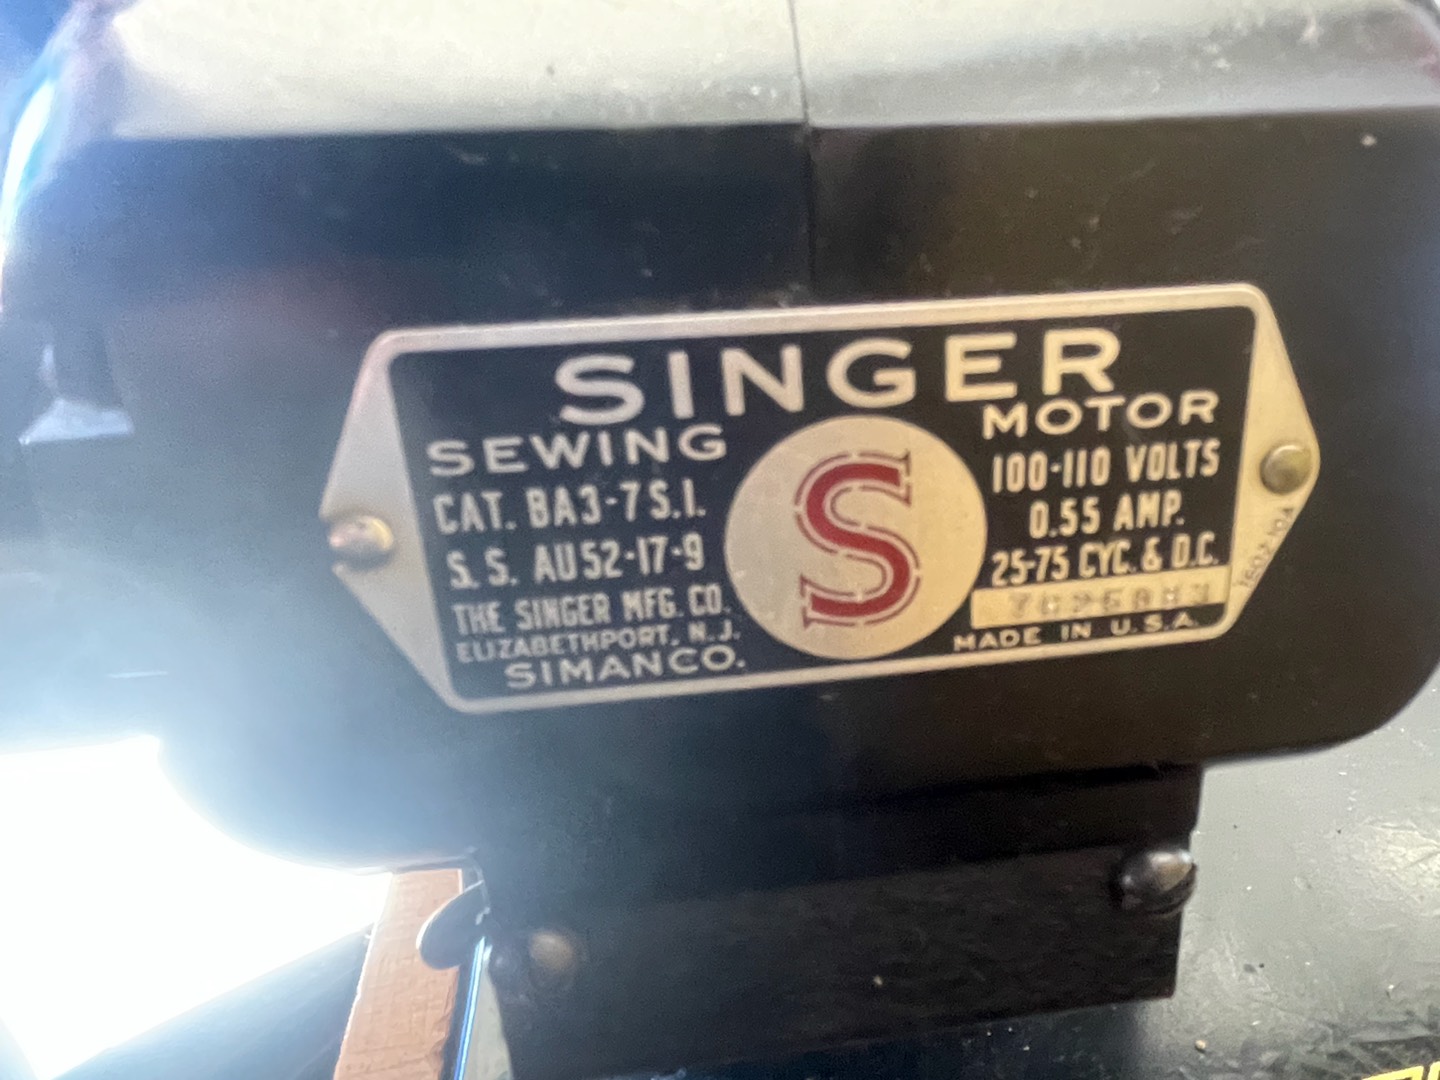 SINGER
SEWING
MOTOR
CAT. BA3-7 S.I.
S.S. AU52-17-9
THE SINGER MFG. CO.
ELIZABETHPORT, N.J.
SIMANCO.
S
100-110 VOLTS
0.55 AMP.
25-75 CYC. & D.C.
MADE IN U.S.A.